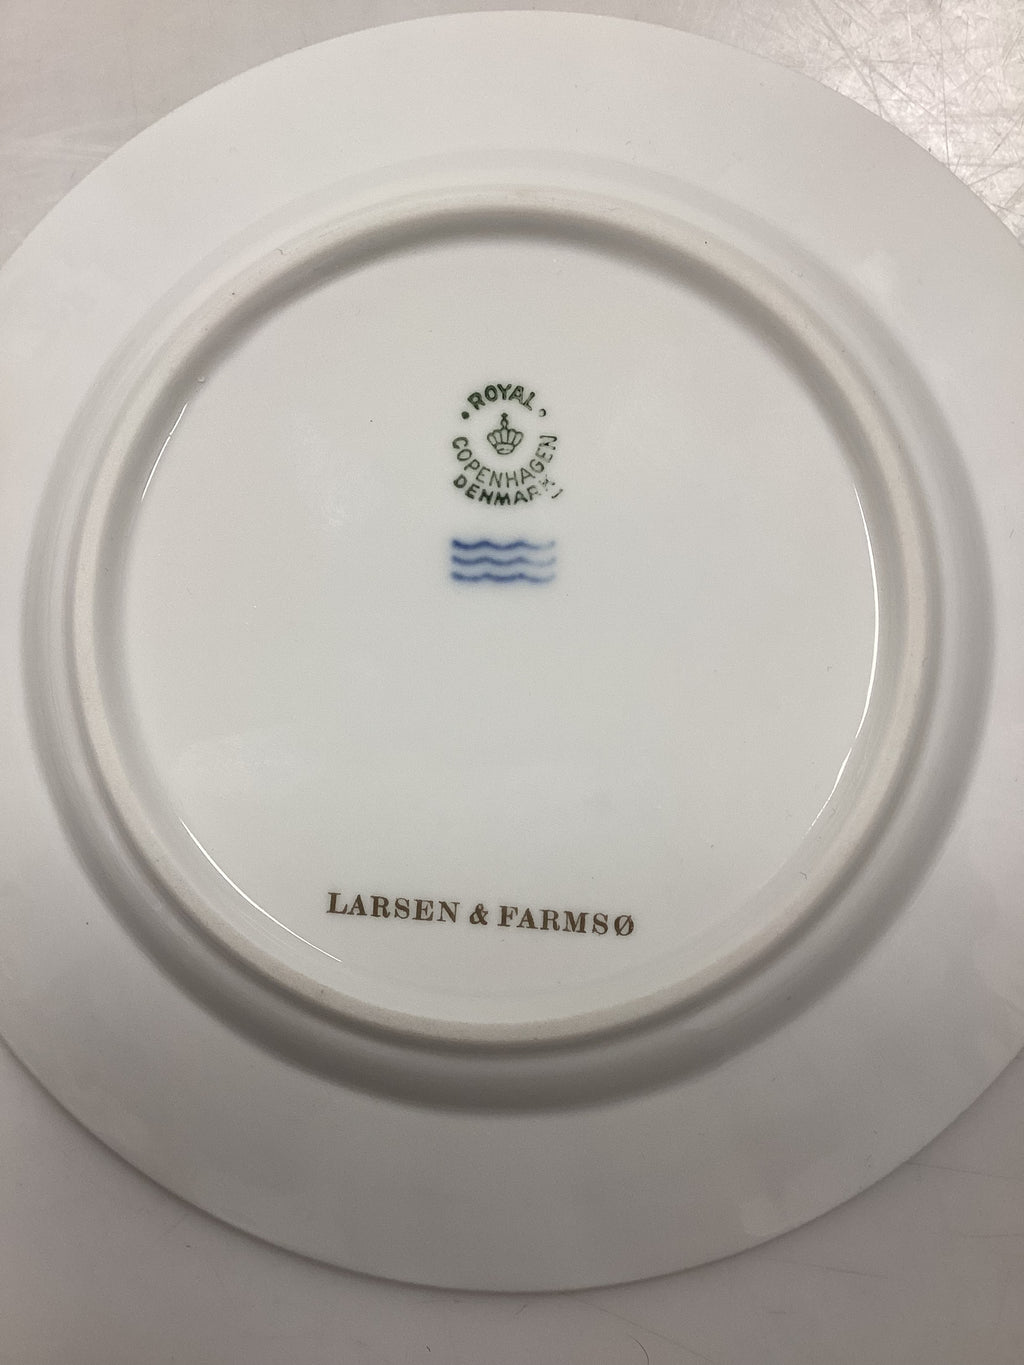 ROYAL
COPENHAGEN
DENMARK
LARSEN & FARMSØ